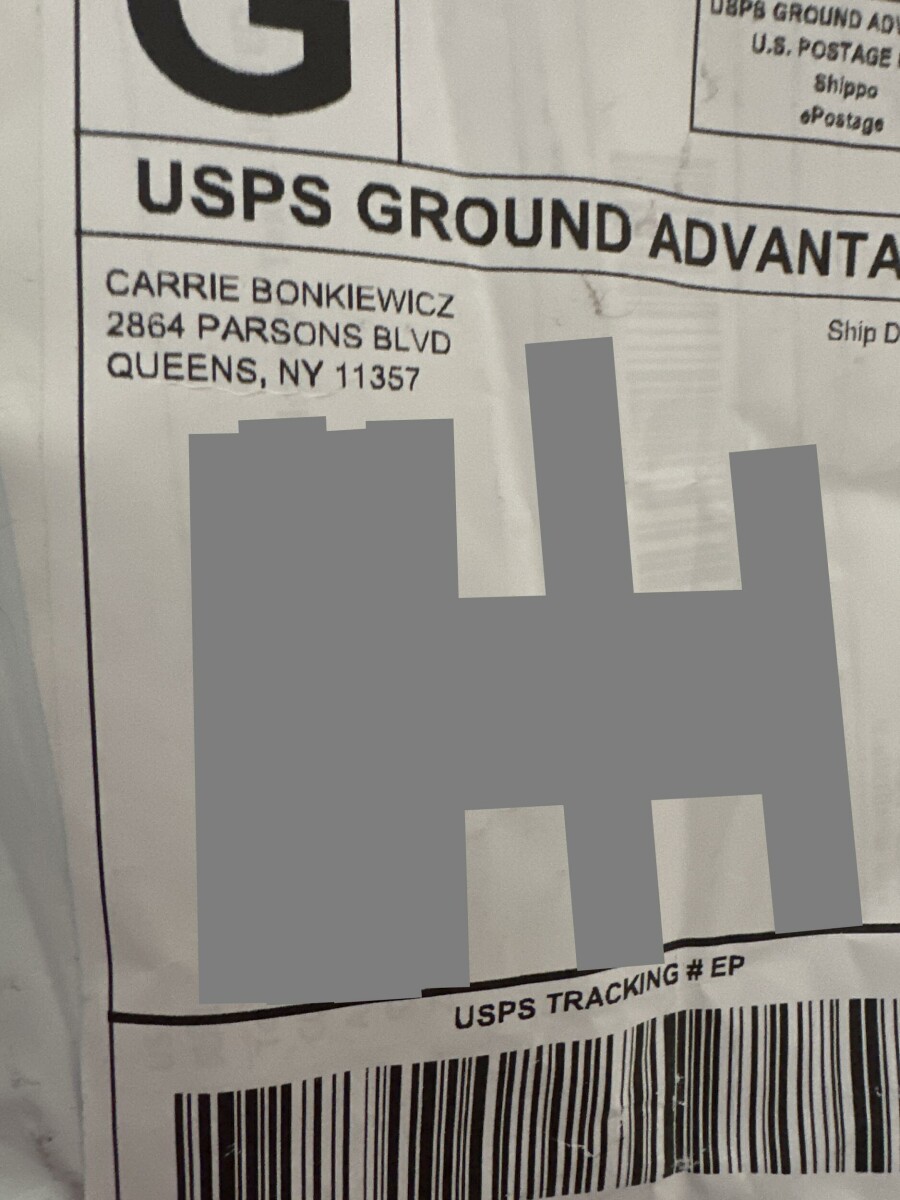 G
USPS GROUND ADV
U.S. POSTAGE
Shippo
ePostage
USPS GROUND ADVANTA
CARRIE BONKIEWICZ
2864 PARSONS BLVD
QUEENS, NY 11357
Ship D
USPS TRACKING # EP